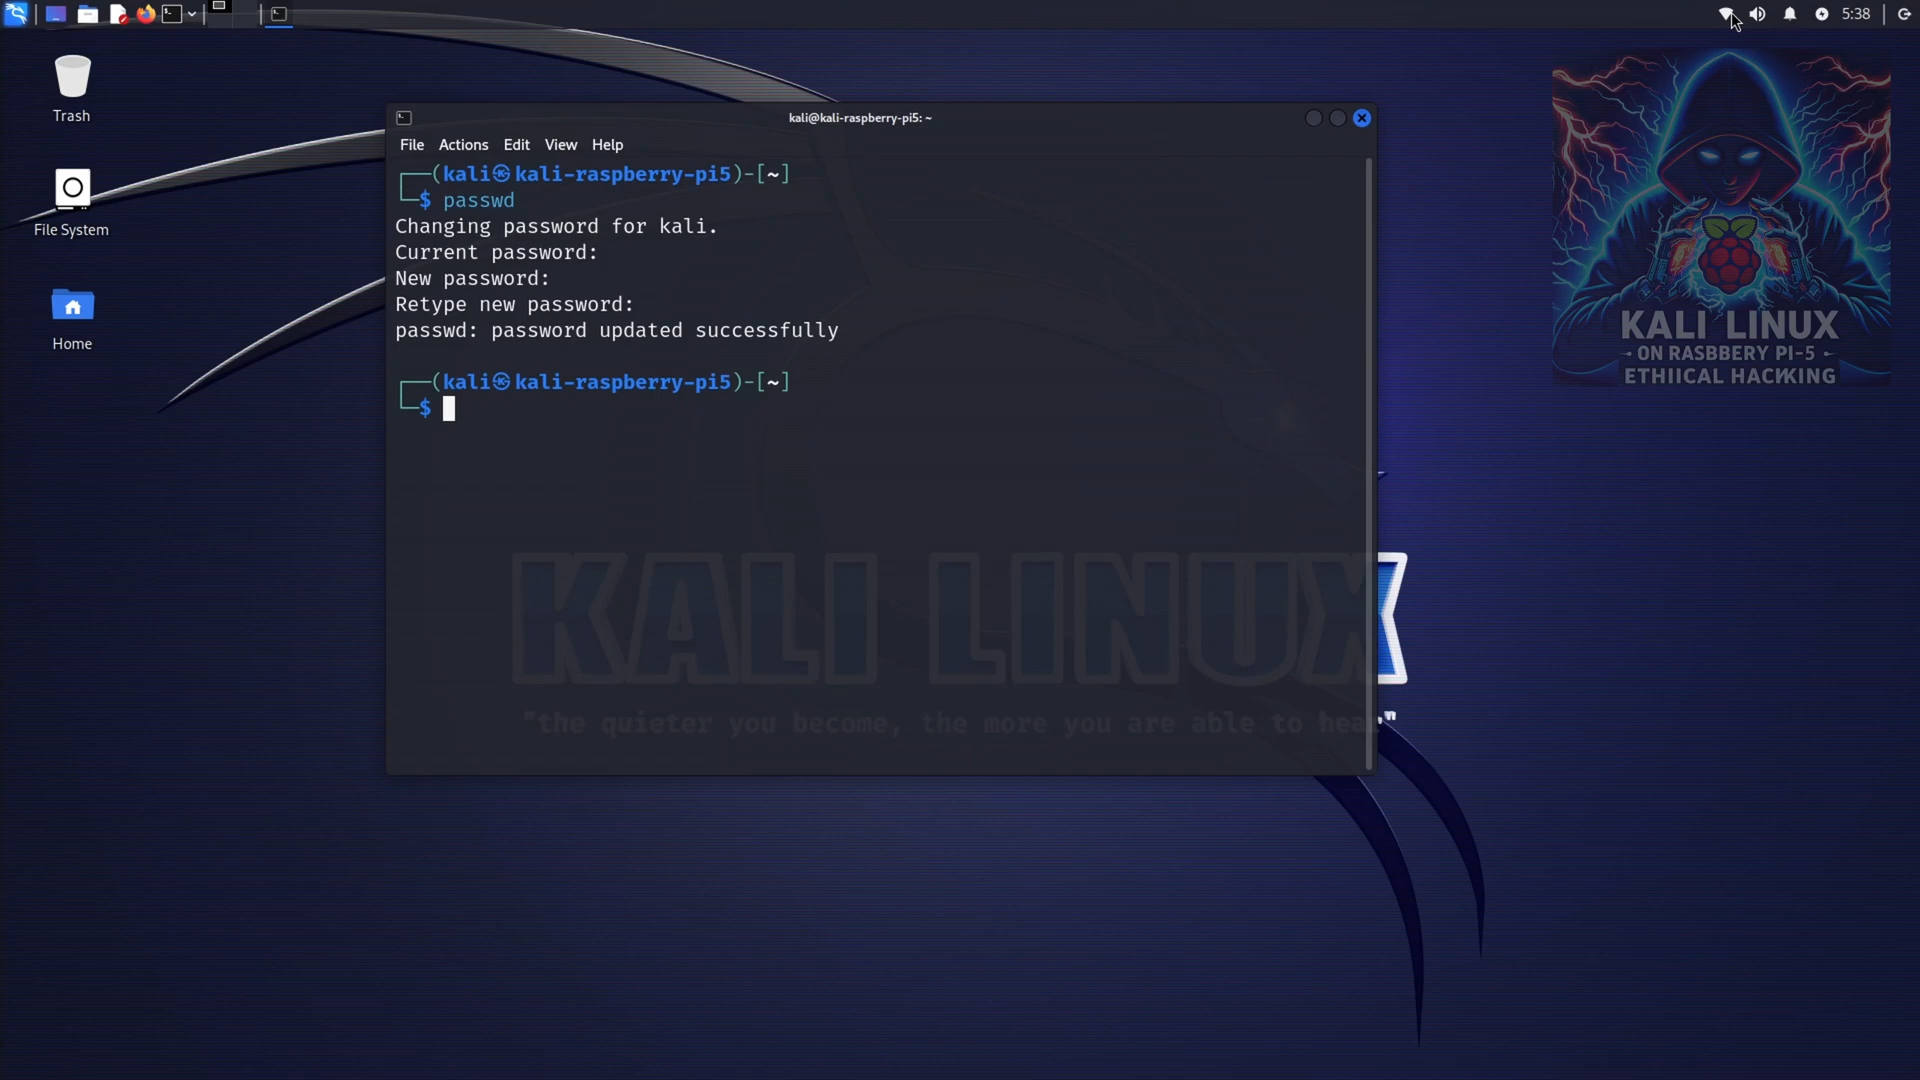 5:38
Trash
File System
Home
kali@kali-raspberry-pi5: ~
File Actions Edit View Help
┌──(kali㉿kali-raspberry-pi5)-[~]
└─$ passwd
Changing password for kali.
Current password:
New password:
Retype new password:
passwd: password updated successfully
┌──(kali㉿kali-raspberry-pi5)-[~]
└─$
KALI LINUX
"the quieter you become, the more you are able to hear"
KALI LINUX
- ON RASBBERY PI-5 -
ETHIICAL HACIKING